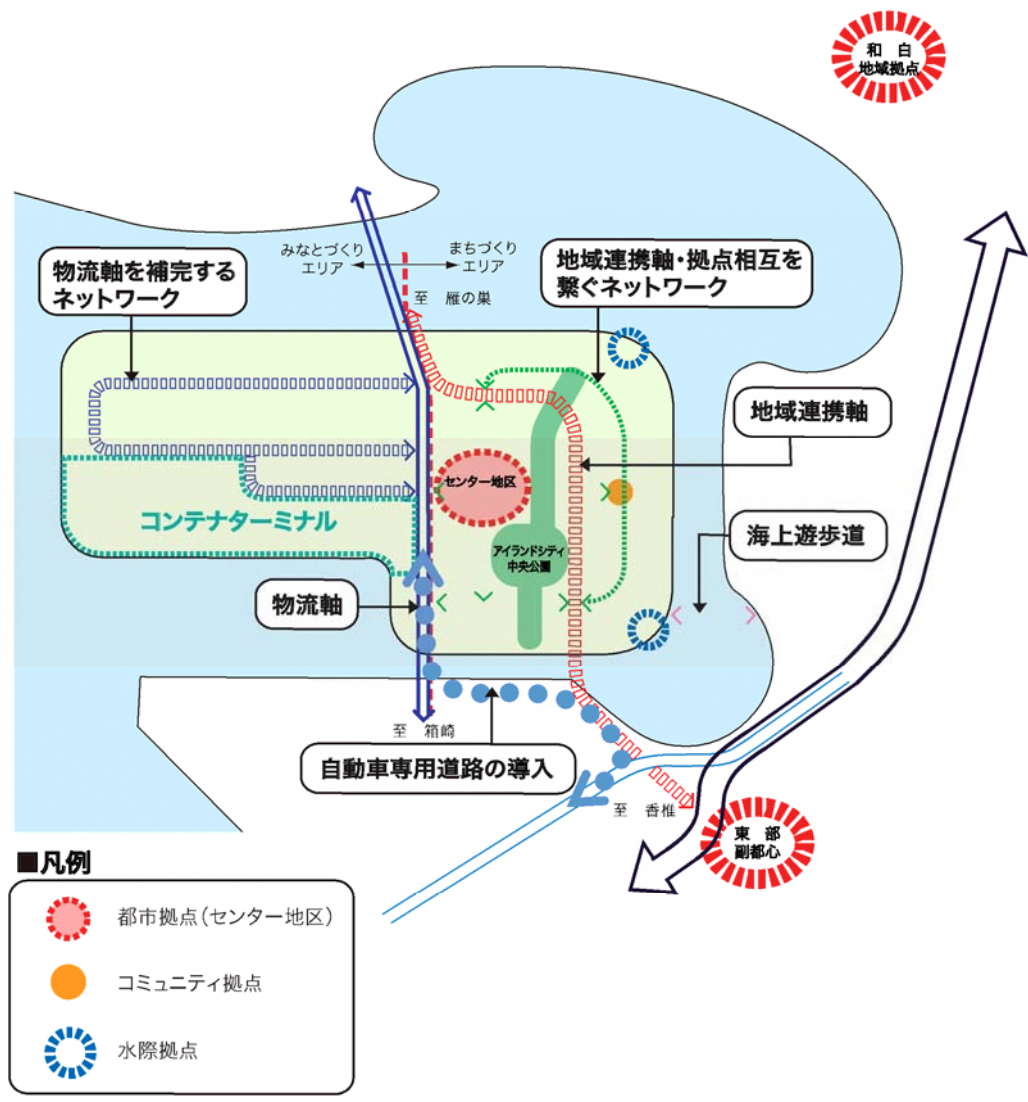 和 白
地域拠点
みなとづくり
エリア
まちづくり
エリア
物流軸を補完する
ネットワーク
地域連携軸・拠点相互を
繋ぐネットワーク
至 雁の巣
地域連携軸
センター地区
コンテナターミナル
アイランドシティ
中央公園
海上遊歩道
物流軸
至 箱崎
自動車専用道路の導入
至 香椎
東 部
副都心
■凡例
都市拠点(センター地区)
コミュニティ拠点
水際拠点